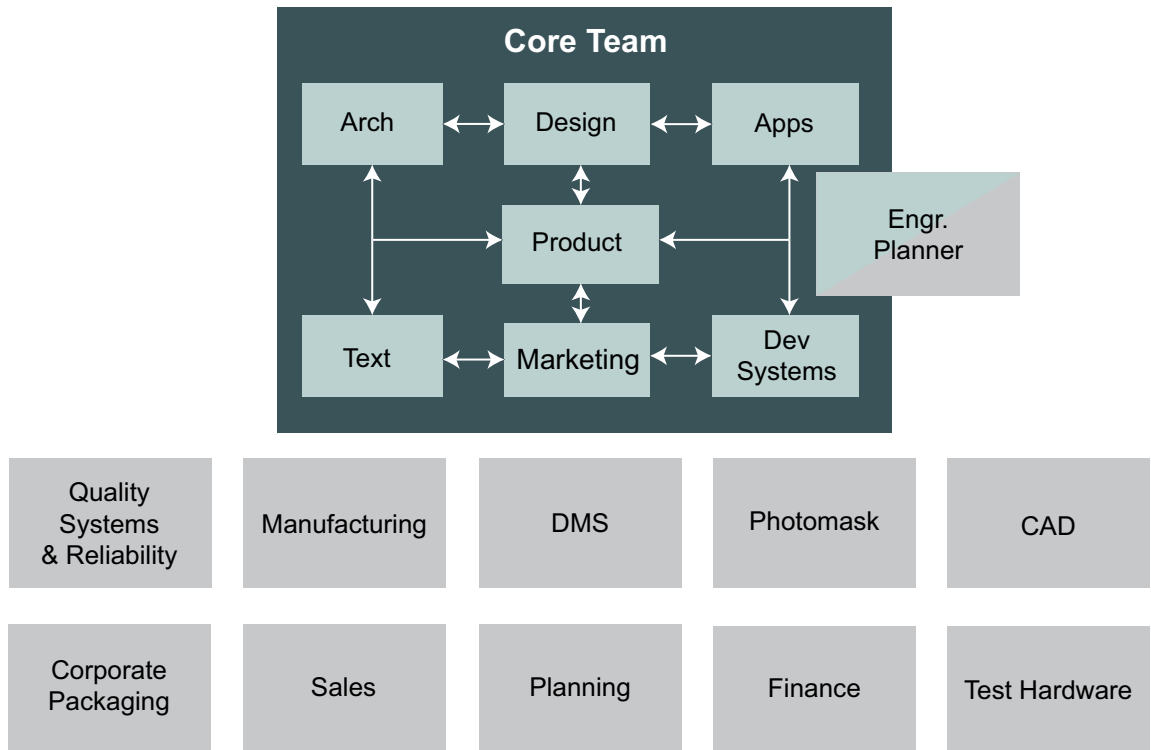 Core Team
Arch
Design
Apps
Engr.
Planner
Product
Text
Marketing
Dev
Systems
Quality
Systems
& Reliability
Manufacturing
DMS
Photomask
CAD
Corporate
Packaging
Sales
Planning
Finance
Test Hardware